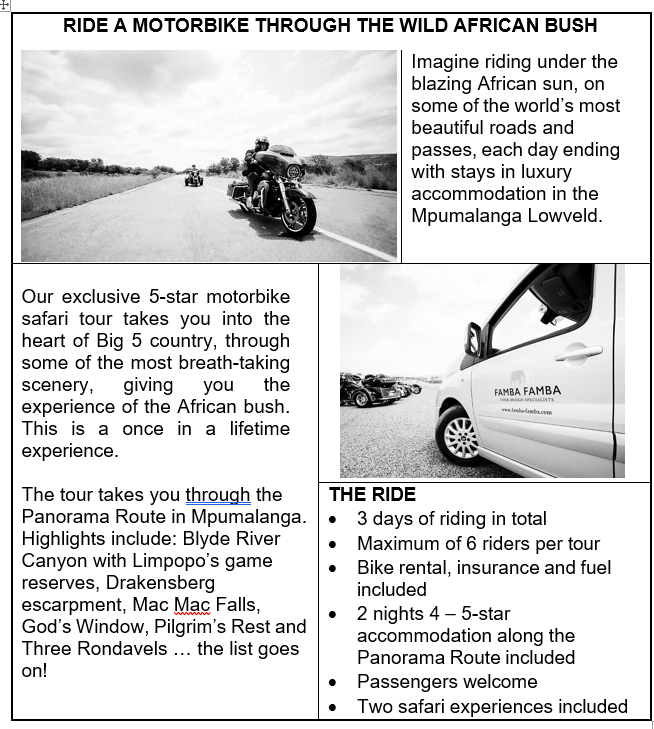 RIDE A MOTORBIKE THROUGH THE WILD AFRICAN BUSH
Imagine riding under the
blazing African sun, on
some of the world’s most
beautiful roads and
passes, each day ending
with stays in luxury
accommodation in the
Mpumalanga Lowveld.
Our exclusive 5-star motorbike
safari tour takes you into the
heart of Big 5 country, through
some of the most breath-taking
scenery, giving you the
experience of the African bush.
This is a once in a lifetime
experience.
The tour takes you through the
Panorama Route in Mpumalanga.
Highlights include: Blyde River
Canyon with Limpopo’s game
reserves, Drakensberg
escarpment, Mac Mac Falls,
God’s Window, Pilgrim’s Rest and
Three Rondavels … the list goes
on!
FAMBA FAMBA
TOUR DESIGN SPECIALISTS
www.famba-famba.com
THE RIDE
• 3 days of riding in total
• Maximum of 6 riders per tour
• Bike rental, insurance and fuel
included
• 2 nights 4 – 5-star
accommodation along the
Panorama Route included
• Passengers welcome
• Two safari experiences included